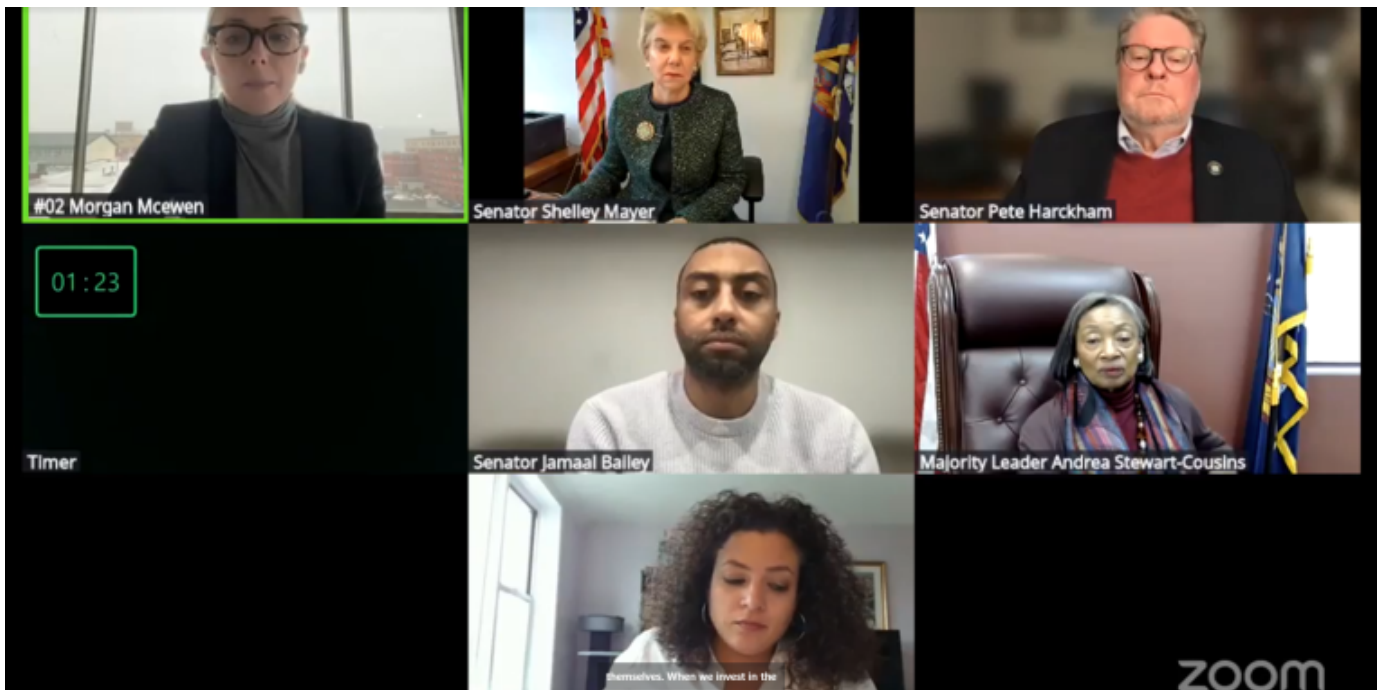 #02 Morgan Mcewen
Senator Shelley Mayer
Senator Pete Harckham
01:23
Timer
Senator Jamaal Bailey
Majority Leader Andrea Stewart-Cousins
themselves. When we invest in the
zoom